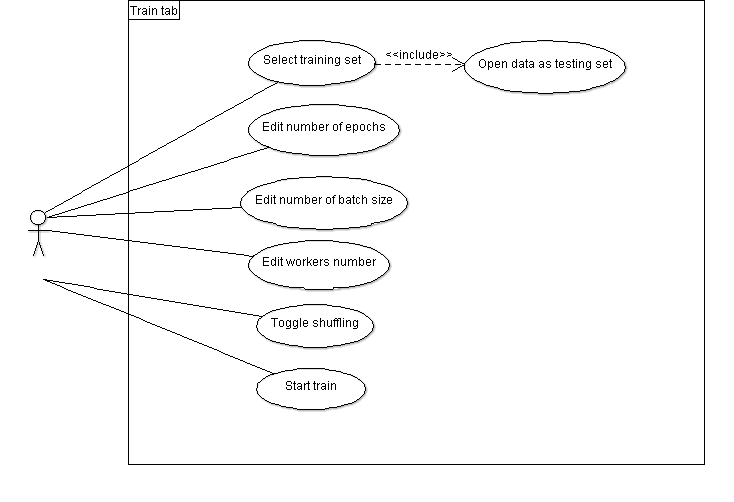 Train tab
Select training set
<<include>>
Open data as testing set
Edit number of epochs
Edit number of batch size
Edit workers number
Toggle shuffling
Start train